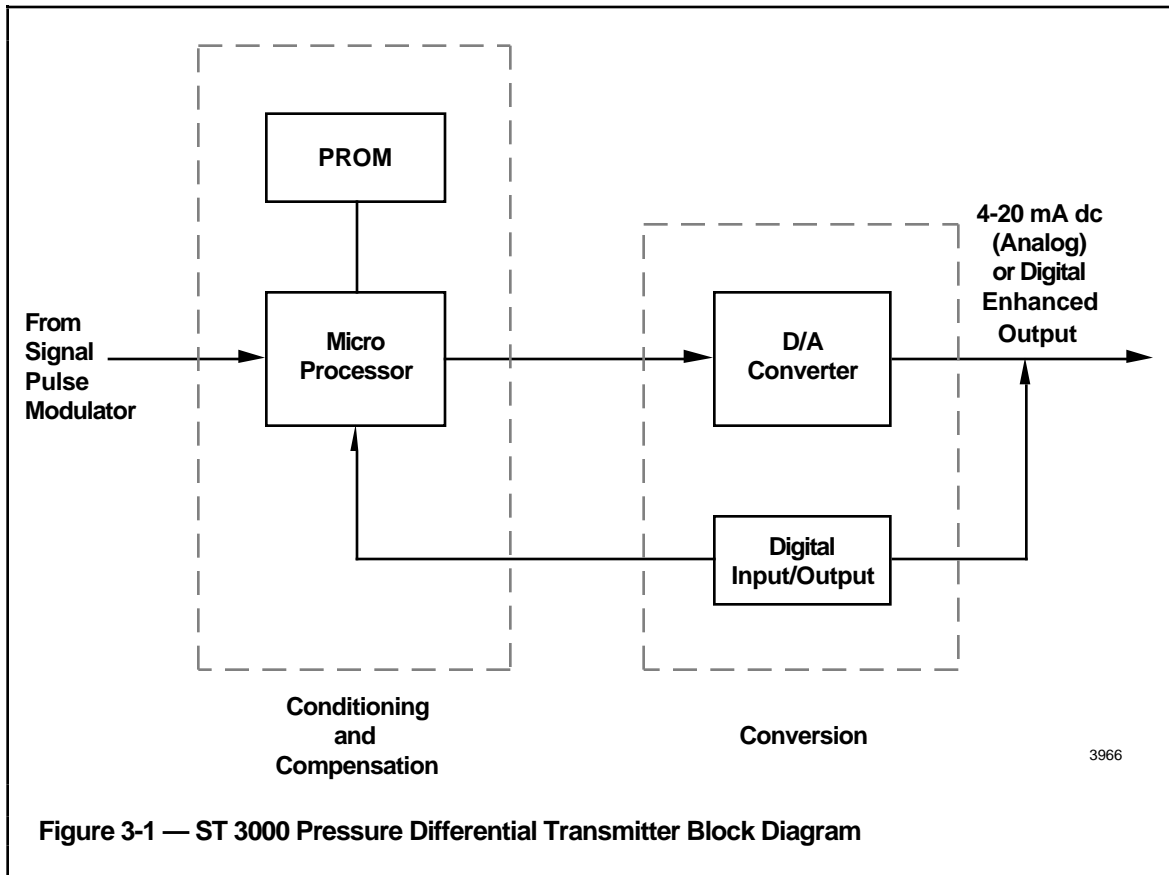 PROM
4-20 mA dc
(Analog)
or Digital
Enhanced
Output
From
Signal
Pulse
Modulator
Micro
Processor
D/A
Converter
Digital
Input/Output
Conditioning
and
Compensation
Conversion
3966
Figure 3-1 — ST 3000 Pressure Differential Transmitter Block Diagram